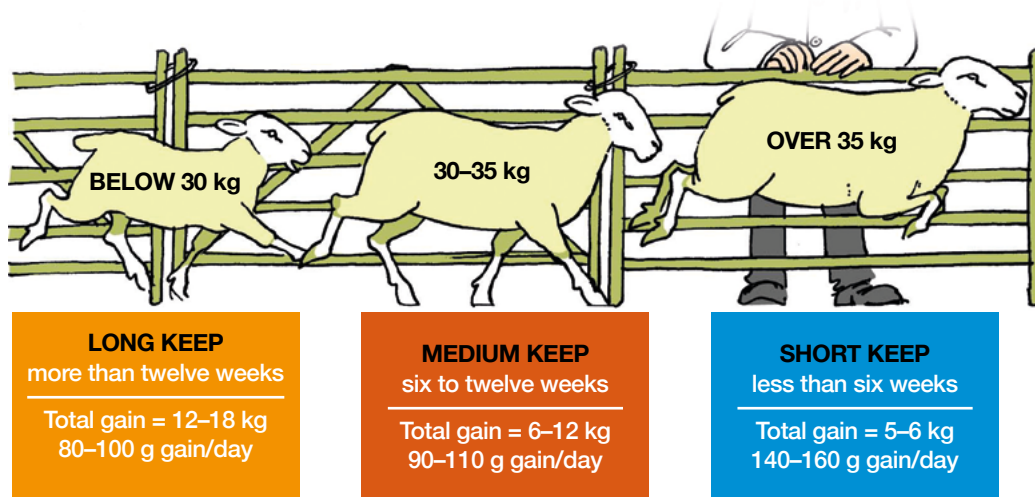 BELOW 30 kg
30–35 kg
OVER 35 kg
LONG KEEP
more than twelve weeks
Total gain = 12–18 kg
80–100 g gain/day
MEDIUM KEEP
six to twelve weeks
Total gain = 6–12 kg
90–110 g gain/day
SHORT KEEP
less than six weeks
Total gain = 5–6 kg
140–160 g gain/day